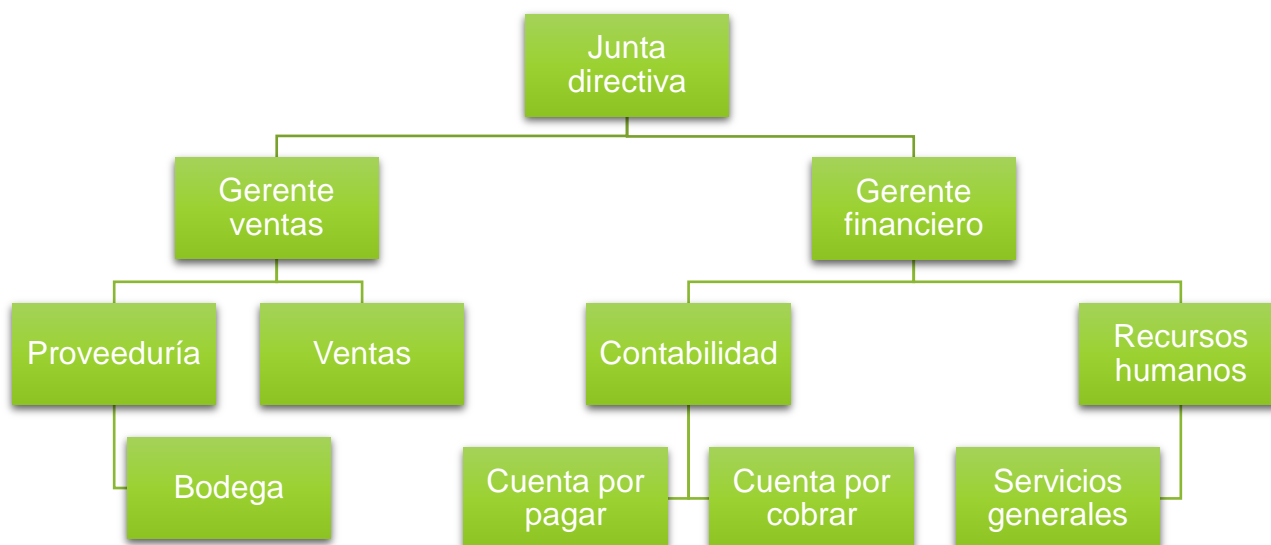 Junta
directiva
Gerente
ventas
Gerente
financiero
Proveeduría
Ventas
Contabilidad
Recursos
humanos
Bodega
Cuenta por
pagar
Cuenta por
cobrar
Servicios
generales